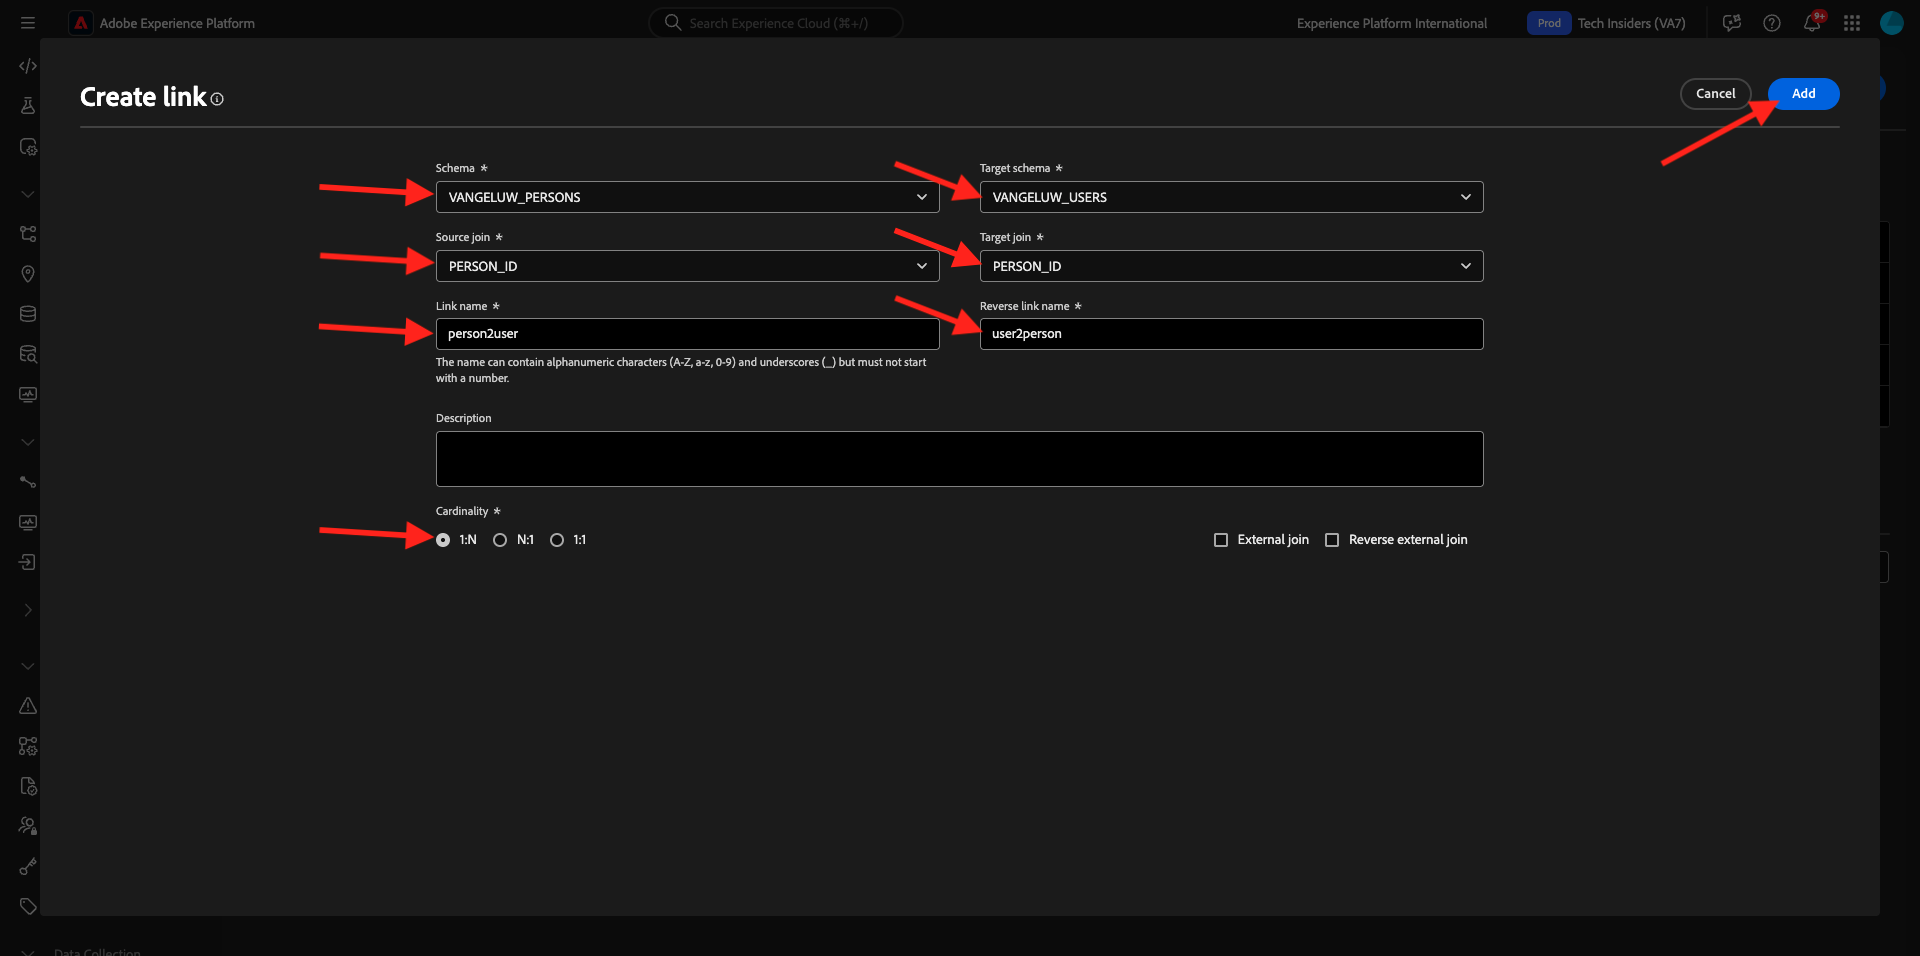 Adobe Experience Platform
Search Experience Cloud (⌘+/)
Experience Platform International
Prod
Tech Insiders (VA7)
9+
Create link
Cancel
Add
Schema *
VANGELUW_PERSONS
Target schema *
VANGELUW_USERS
Source join *
PERSON_ID
Target join *
PERSON_ID
Link name *
person2user
Reverse link name *
user2person
The name can contain alphanumeric characters (A-Z, a-z, 0-9) and underscores (_) but must not start
with a number.
Description
Cardinality *
1:N
N:1
1:1
External join
Reverse external join
Data Collection